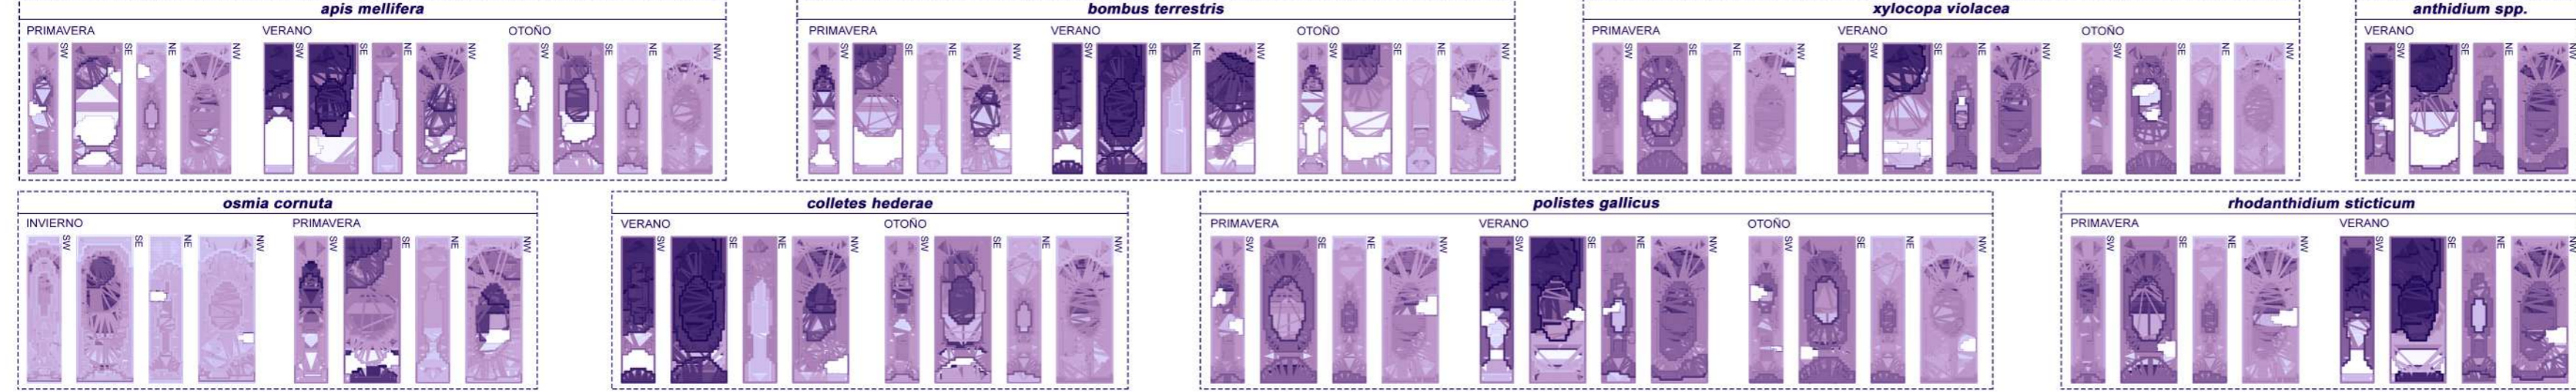 apis mellifera
PRIMAVERA VERANO OTOÑO
SW SE NE NW SW SE NE NW SW SE NE NW
bombus terrestris
PRIMAVERA VERANO OTOÑO
SW SE NE NW SW SE NE NW SW SE NE NW
xylocopa violacea
PRIMAVERA VERANO OTOÑO
SW SE NE NW SW SE NE NW SW SE NE NW
anthidium spp.
VERANO
SW SE NE
osmia cornuta
INVIERNO PRIMAVERA
SW SE NE NW SW SE NE NW
colletes hederae
VERANO OTOÑO
SW SE NE NW SW SE NE NW
polistes gallicus
PRIMAVERA VERANO OTOÑO
SW SE NE NW SW SE NE NW SW SE NE NW
rhodanthidium sticticum
PRIMAVERA VERANO
SW SE NE NW SW SE NE